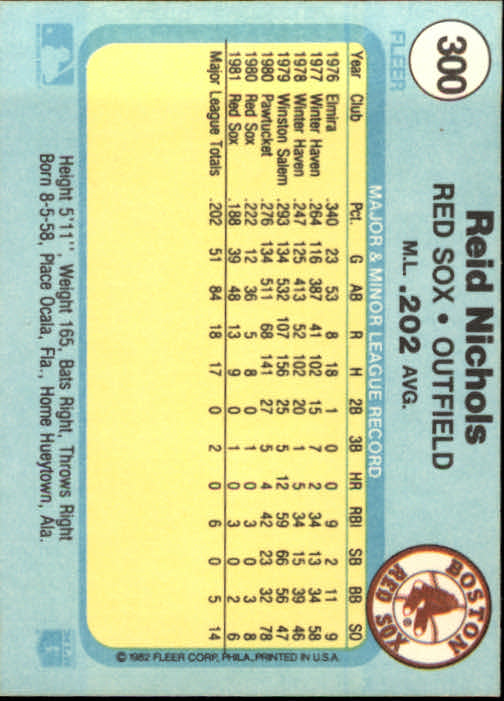 300
FLEER
Reid Nichols
RED SOX • OUTFIELD
M.L. .202 AVG.
BOSTON RED SOX
MAJOR & MINOR LEAGUE RECORD
Year Club Pct. G AB R H 2B 3B HR RBI SB BB SO
1976 Elmira .340 23 53 8 18 1 0 0 9 2 11 9
1977 Winter Haven .264 116 387 41 102 15 7 2 34 13 34 58
1978 Winter Haven .247 125 413 52 102 20 1 5 34 15 39 46
1979 Winston Salem .293 134 532 107 156 25 5 12 59 66 56 47
1980 Pawtucket .276 134 511 68 141 27 5 4 42 23 32 78
1980 Red Sox .222 12 36 5 8 0 1 0 3 0 3 8
1981 Red Sox .188 39 48 13 9 0 1 0 3 0 2 6
Major League Totals .202 51 84 18 17 0 2 0 6 0 5 14
© 1982 FLEER CORP., PHILA., PRINTED IN U.S.A.
Height 5'11'', Weight 165, Bats Right, Throws Right
Born 8-5-58, Place Ocala, Fla., Home Hueytown, Ala.